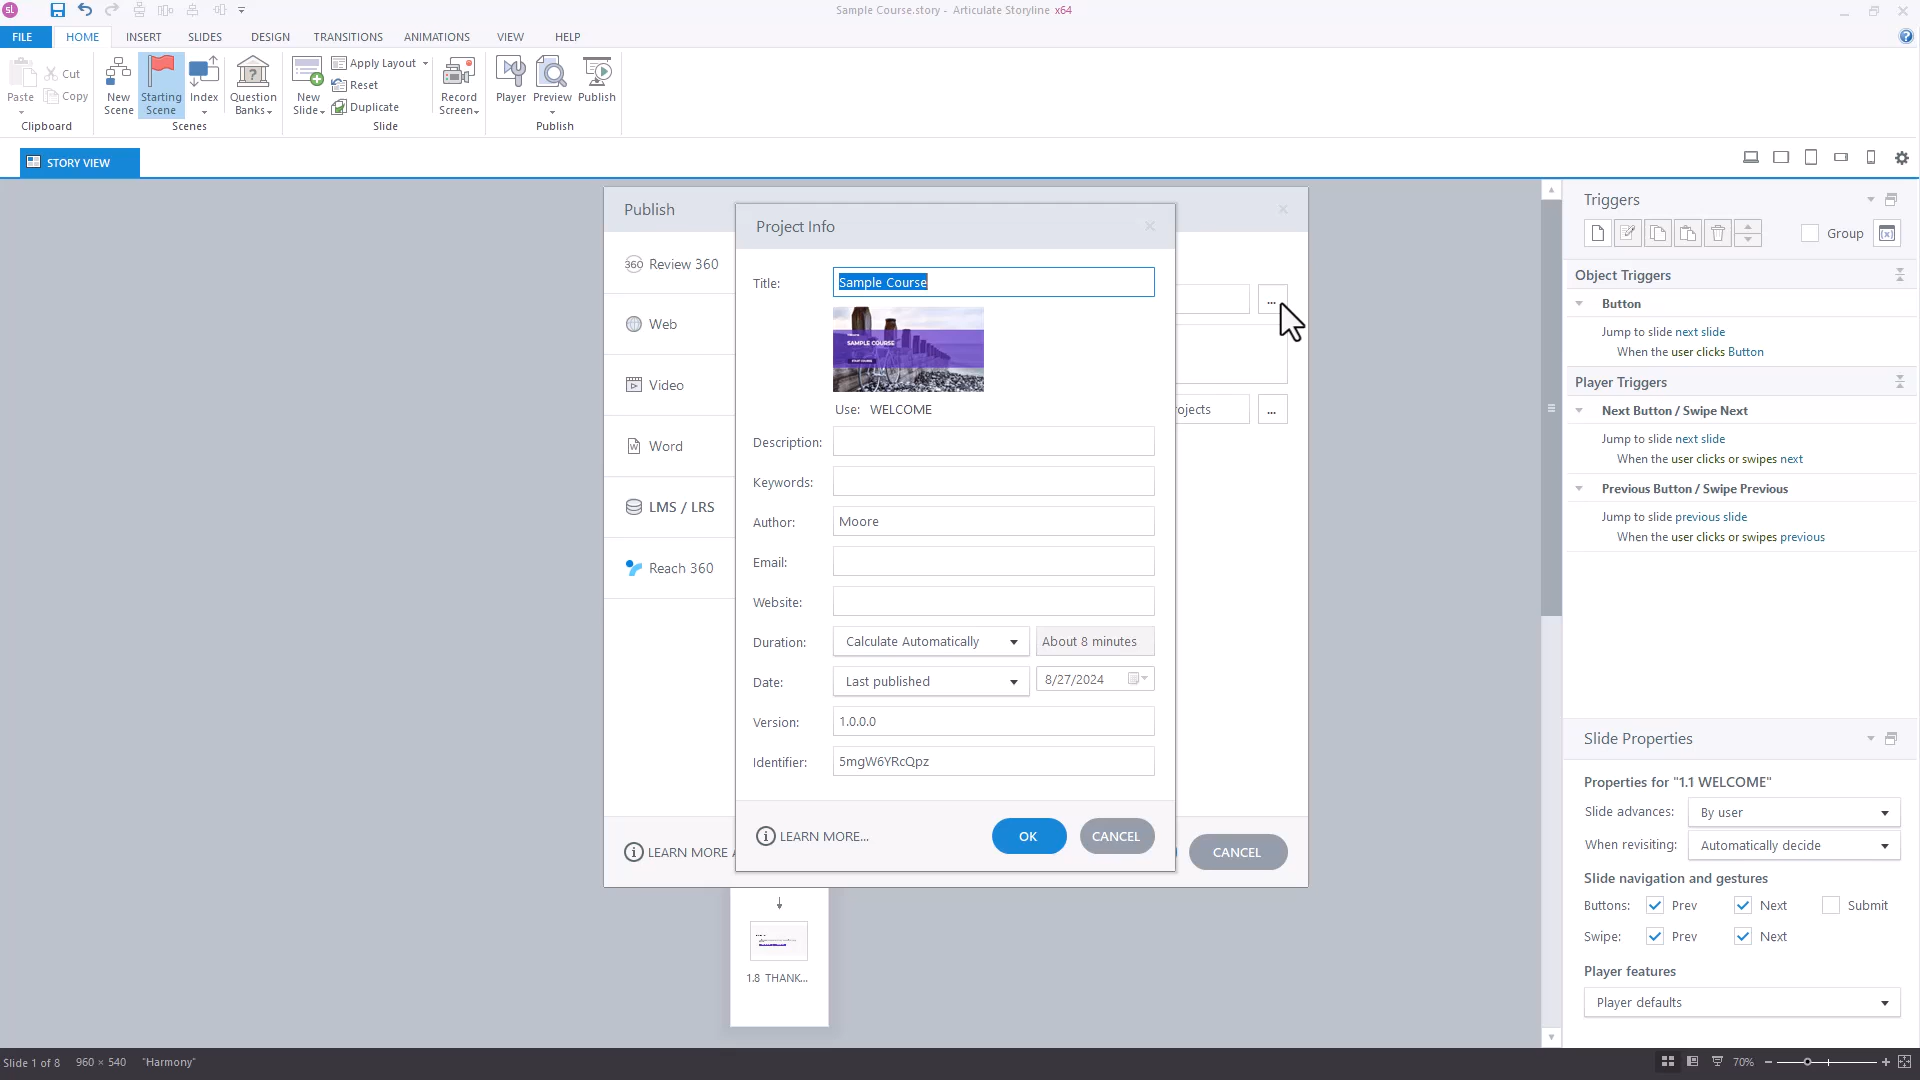 Sample Course.story - Articulate Storyline x64
FILE HOME INSERT SLIDES DESIGN TRANSITIONS ANIMATIONS VIEW HELP
Paste
Cut
Copy
Clipboard
New Scene
Starting Scene
Index
Question Banks
Scenes
New Slide
Apply Layout
Reset
Duplicate
Slide
Record Screen
Player
Preview
Publish
Publish
STORY VIEW
Publish
360 Review 360
Web
Video
Word
LMS / LRS
Reach 360
...
ojects
...
LEARN MORE
CANCEL
Project Info
Title: Sample Course
SAMPLE COURSE
START COURSE
Use: WELCOME
Description:
Keywords:
Author: Moore
Email:
Website:
Duration: Calculate Automatically About 8 minutes
Date: Last published 8/27/2024
Version: 1.0.0.0
Identifier: 5mgW6YRcQpz
LEARN MORE...
OK
CANCEL
1.8 THANK...
Triggers
Group
Object Triggers
Button
Jump to slide next slide
When the user clicks Button
Player Triggers
Next Button / Swipe Next
Jump to slide next slide
When the user clicks or swipes next
Previous Button / Swipe Previous
Jump to slide previous slide
When the user clicks or swipes previous
Slide Properties
Properties for "1.1 WELCOME"
Slide advances: By user
When revisiting: Automatically decide
Slide navigation and gestures
Buttons: Prev Next Submit
Swipe: Prev Next
Player features
Player defaults
Slide 1 of 8 960 × 540 "Harmony"
70%